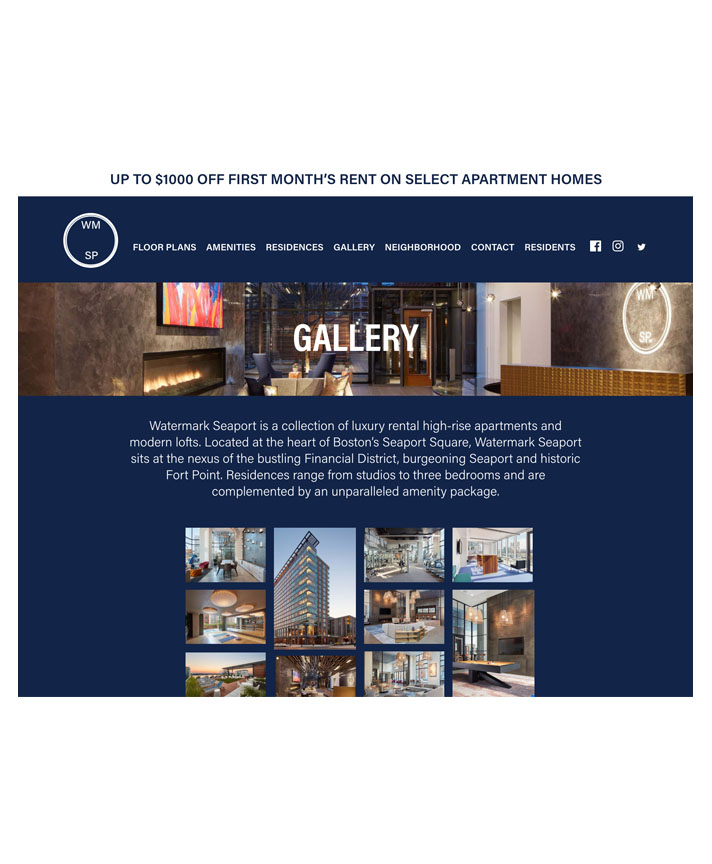 UP TO $1000 OFF FIRST MONTH'S RENT ON SELECT APARTMENT HOMES
WM
SP
FLOOR PLANS AMENITIES RESIDENCES GALLERY NEIGHBORHOOD CONTACT RESIDENTS
WM
SP
GALLERY
Watermark Seaport is a collection of luxury rental high-rise apartments and
modern lofts. Located at the heart of Boston's Seaport Square, Watermark Seaport
sits at the nexus of the bustling Financial District, burgeoning Seaport and historic
Fort Point. Residences range from studios to three bedrooms and are
complemented by an unparalleled amenity package.